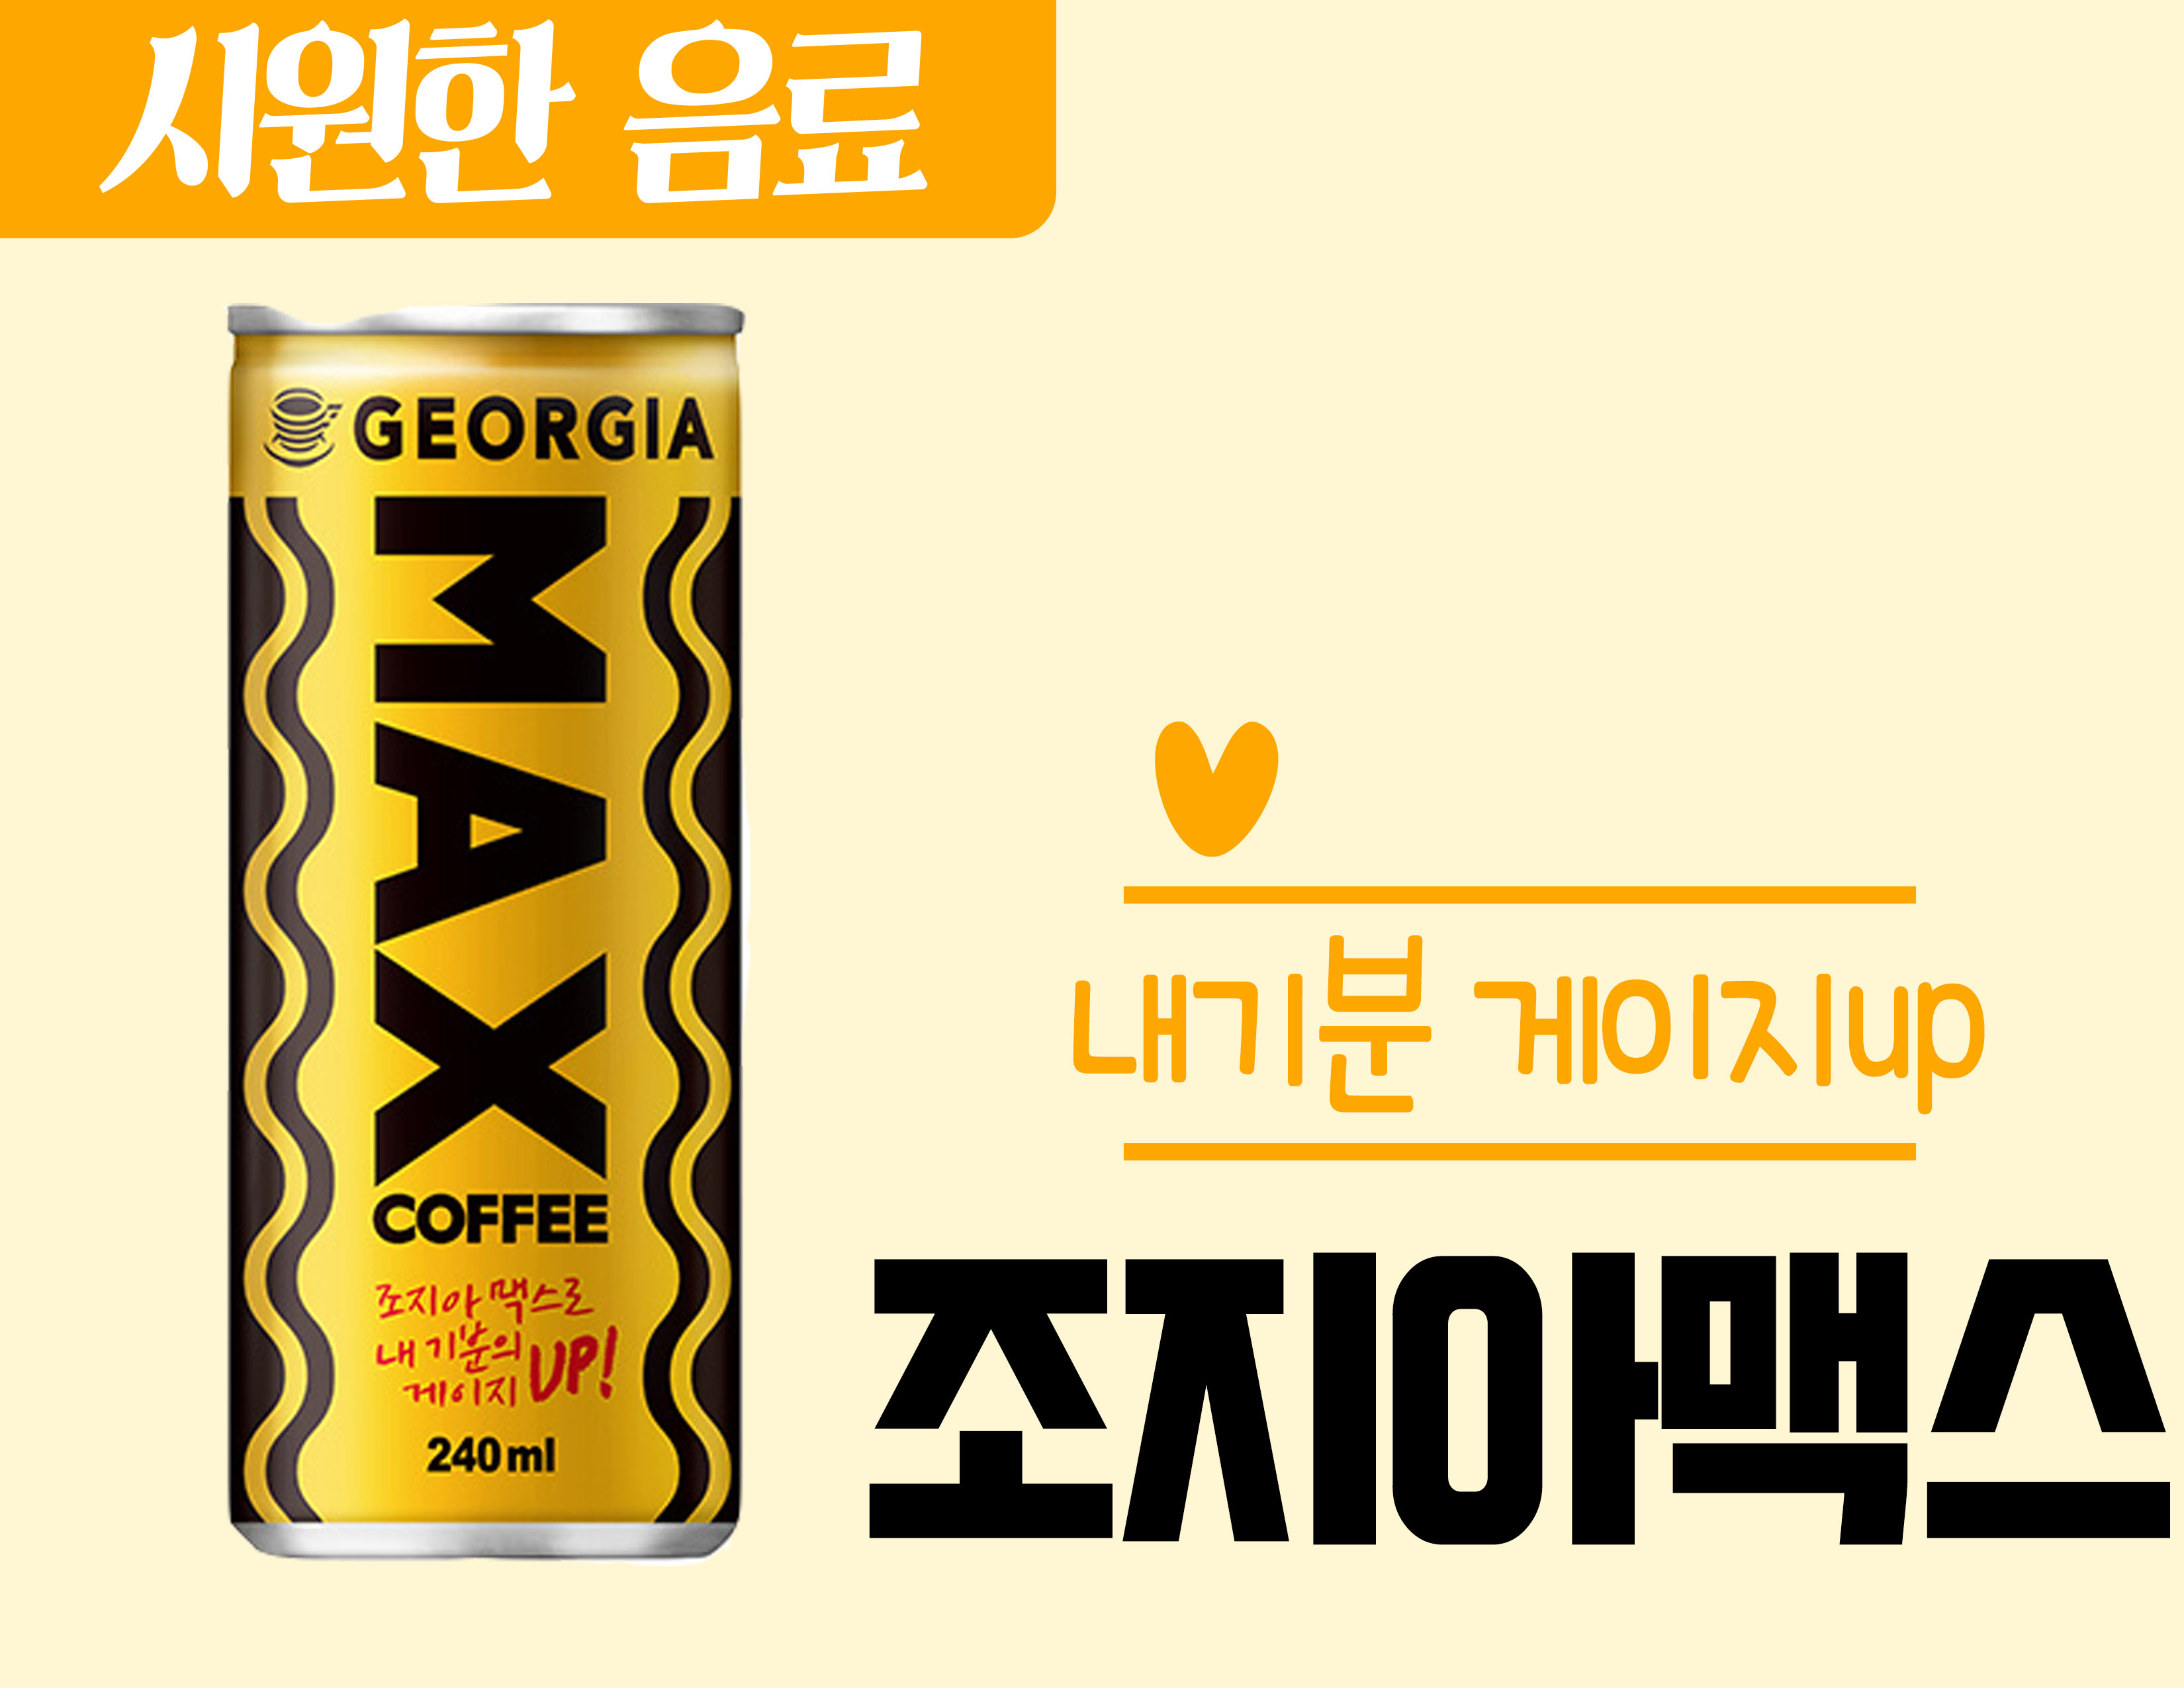 시원한 음료
GEORGIA
MAX
COFFEE
조지아 맥스로
내 기분의
게이지 UP!
240ml
내기분 게이지up
조지아맥스